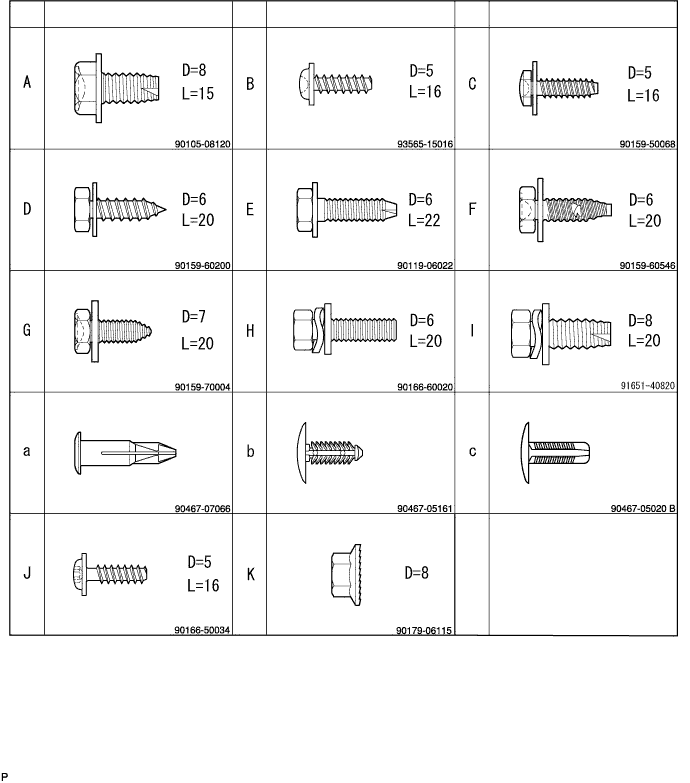 A
D=8
L=15
90105-08120
B
D=5
L=16
93565-15016
C
D=5
L=16
90159-50068
D
D=6
L=20
90159-60200
E
D=6
L=22
90119-06022
F
D=6
L=20
90159-60546
G
D=7
L=20
90159-70004
H
D=6
L=20
90166-60020
I
D=8
L=20
91651-40820
a
90467-07066
b
90467-05161
c
90467-05020 B
J
D=5
L=16
90166-50034
K
D=8
90179-06115
P